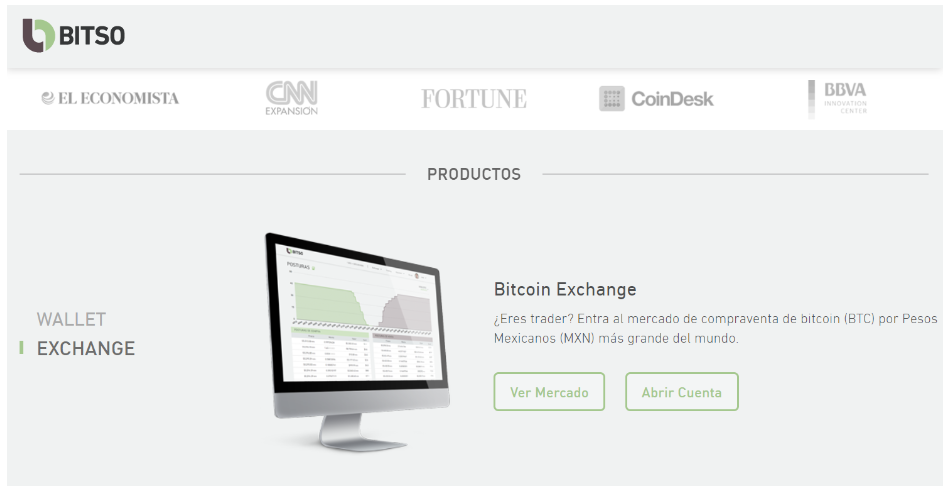 BITSO
EL ECONOMISTA
CNN
EXPANSIÓN
FORTUNE
CoinDesk
BBVA
INNOVATION
CENTER
PRODUCTOS
WALLET
EXCHANGE
BITSO
POSTURAS
Bitcoin Exchange
¿Eres trader? Entra al mercado de compraventa de bitcoin (BTC) por Pesos
Mexicanos (MXN) más grande del mundo.
Ver Mercado
Abrir Cuenta